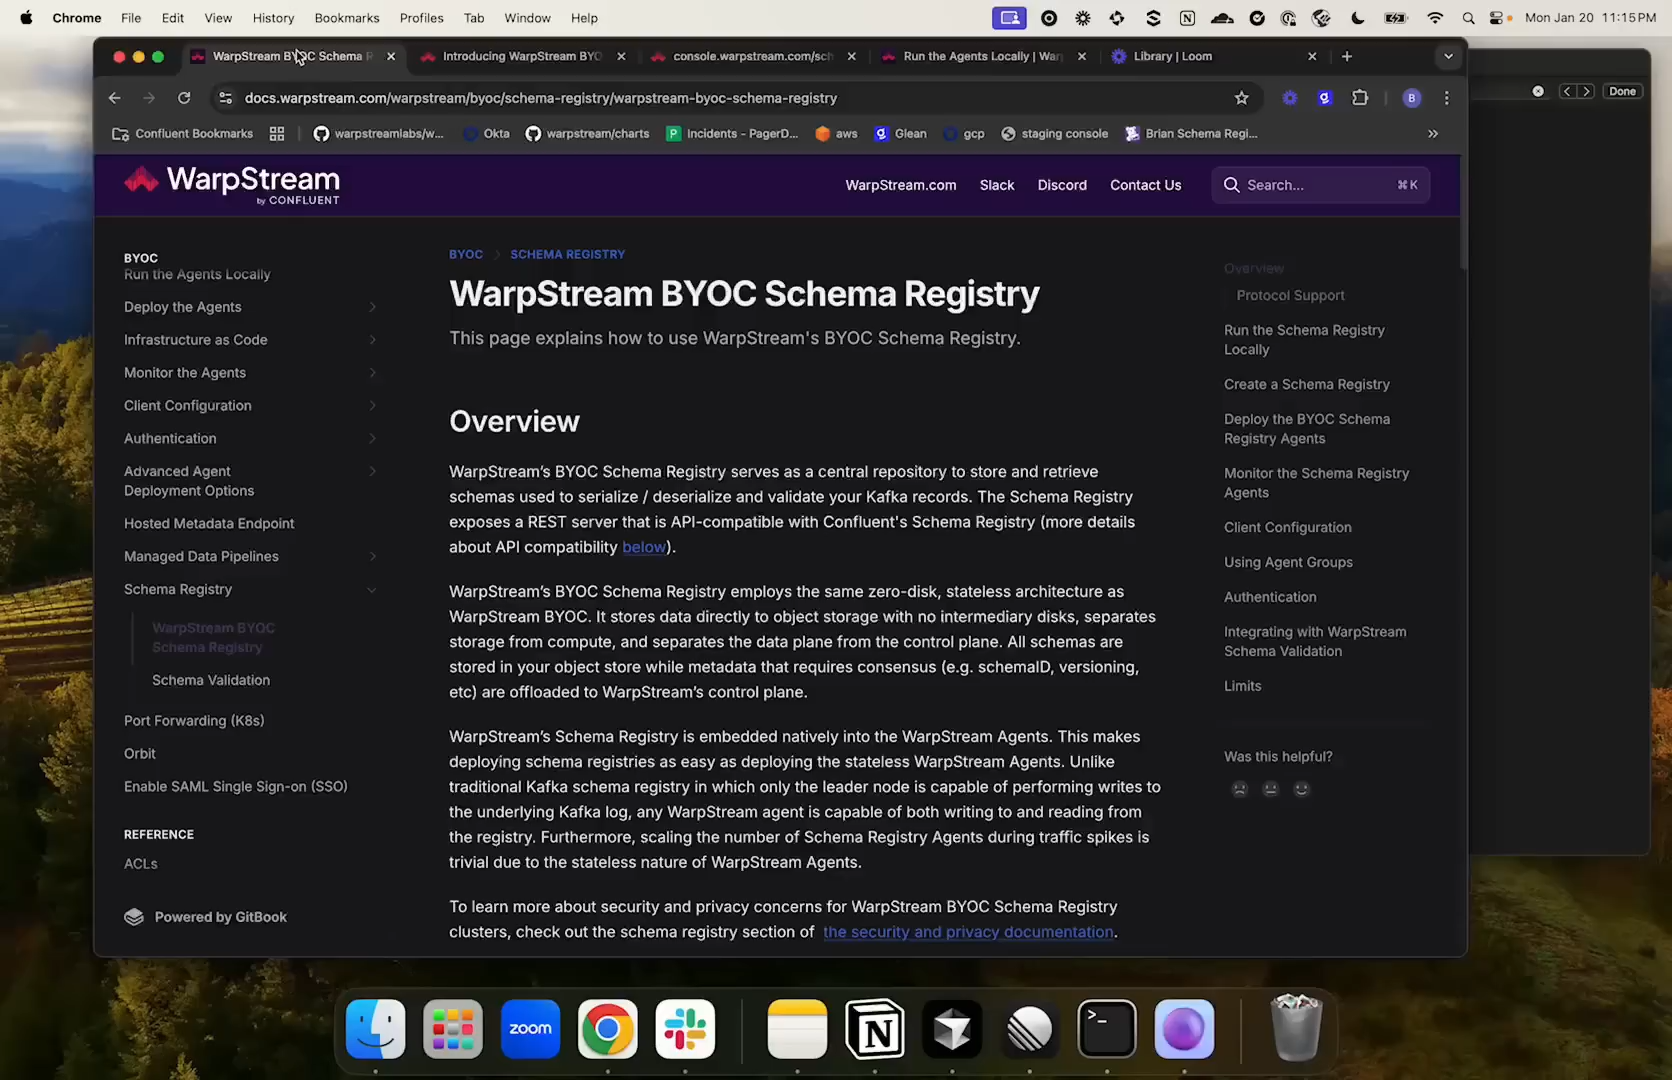 Chrome File Edit View History Bookmarks Profiles Tab Window Help Mon Jan 20 11:15 PM
WarpStream BYOC Schema R Introducing WarpStream BYO console.warpstream.com/sch Run the Agents Locally | War Library | Loom
docs.warpstream.com/warpstream/byoc/schema-registry/warpstream-byoc-schema-registry B
Done
Confluent Bookmarks warpstreamlabs/w... Okta warpstream/charts Incidents - PagerD... aws Glean gcp staging console Brian Schema Regi... »
WarpStream
by CONFLUENT
WarpStream.com Slack Discord Contact Us Search... ⌘K
BYOC
Run the Agents Locally
Deploy the Agents
Infrastructure as Code
Monitor the Agents
Client Configuration
Authentication
Advanced Agent
Deployment Options
Hosted Metadata Endpoint
Managed Data Pipelines
Schema Registry
WarpStream BYOC
Schema Registry
Schema Validation
Port Forwarding (K8s)
Orbit
Enable SAML Single Sign-on (SSO)
REFERENCE
ACLs
Powered by GitBook
BYOC > SCHEMA REGISTRY
WarpStream BYOC Schema Registry
This page explains how to use WarpStream's BYOC Schema Registry.
Overview
WarpStream's BYOC Schema Registry serves as a central repository to store and retrieve
schemas used to serialize / deserialize and validate your Kafka records. The Schema Registry
exposes a REST server that is API-compatible with Confluent's Schema Registry (more details
about API compatibility below).
WarpStream's BYOC Schema Registry employs the same zero-disk, stateless architecture as
WarpStream BYOC. It stores data directly to object storage with no intermediary disks, separates
storage from compute, and separates the data plane from the control plane. All schemas are
stored in your object store while metadata that requires consensus (e.g. schemaID, versioning,
etc) are offloaded to WarpStream's control plane.
WarpStream's Schema Registry is embedded natively into the WarpStream Agents. This makes
deploying schema registries as easy as deploying the stateless WarpStream Agents. Unlike
traditional Kafka schema registry in which only the leader node is capable of performing writes to
the underlying Kafka log, any WarpStream agent is capable of both writing to and reading from
the registry. Furthermore, scaling the number of Schema Registry Agents during traffic spikes is
trivial due to the stateless nature of WarpStream Agents.
To learn more about security and privacy concerns for WarpStream BYOC Schema Registry
clusters, check out the schema registry section of the security and privacy documentation.
Overview
Protocol Support
Run the Schema Registry
Locally
Create a Schema Registry
Deploy the BYOC Schema
Registry Agents
Monitor the Schema Registry
Agents
Client Configuration
Using Agent Groups
Authentication
Integrating with WarpStream
Schema Validation
Limits
Was this helpful?
zoom